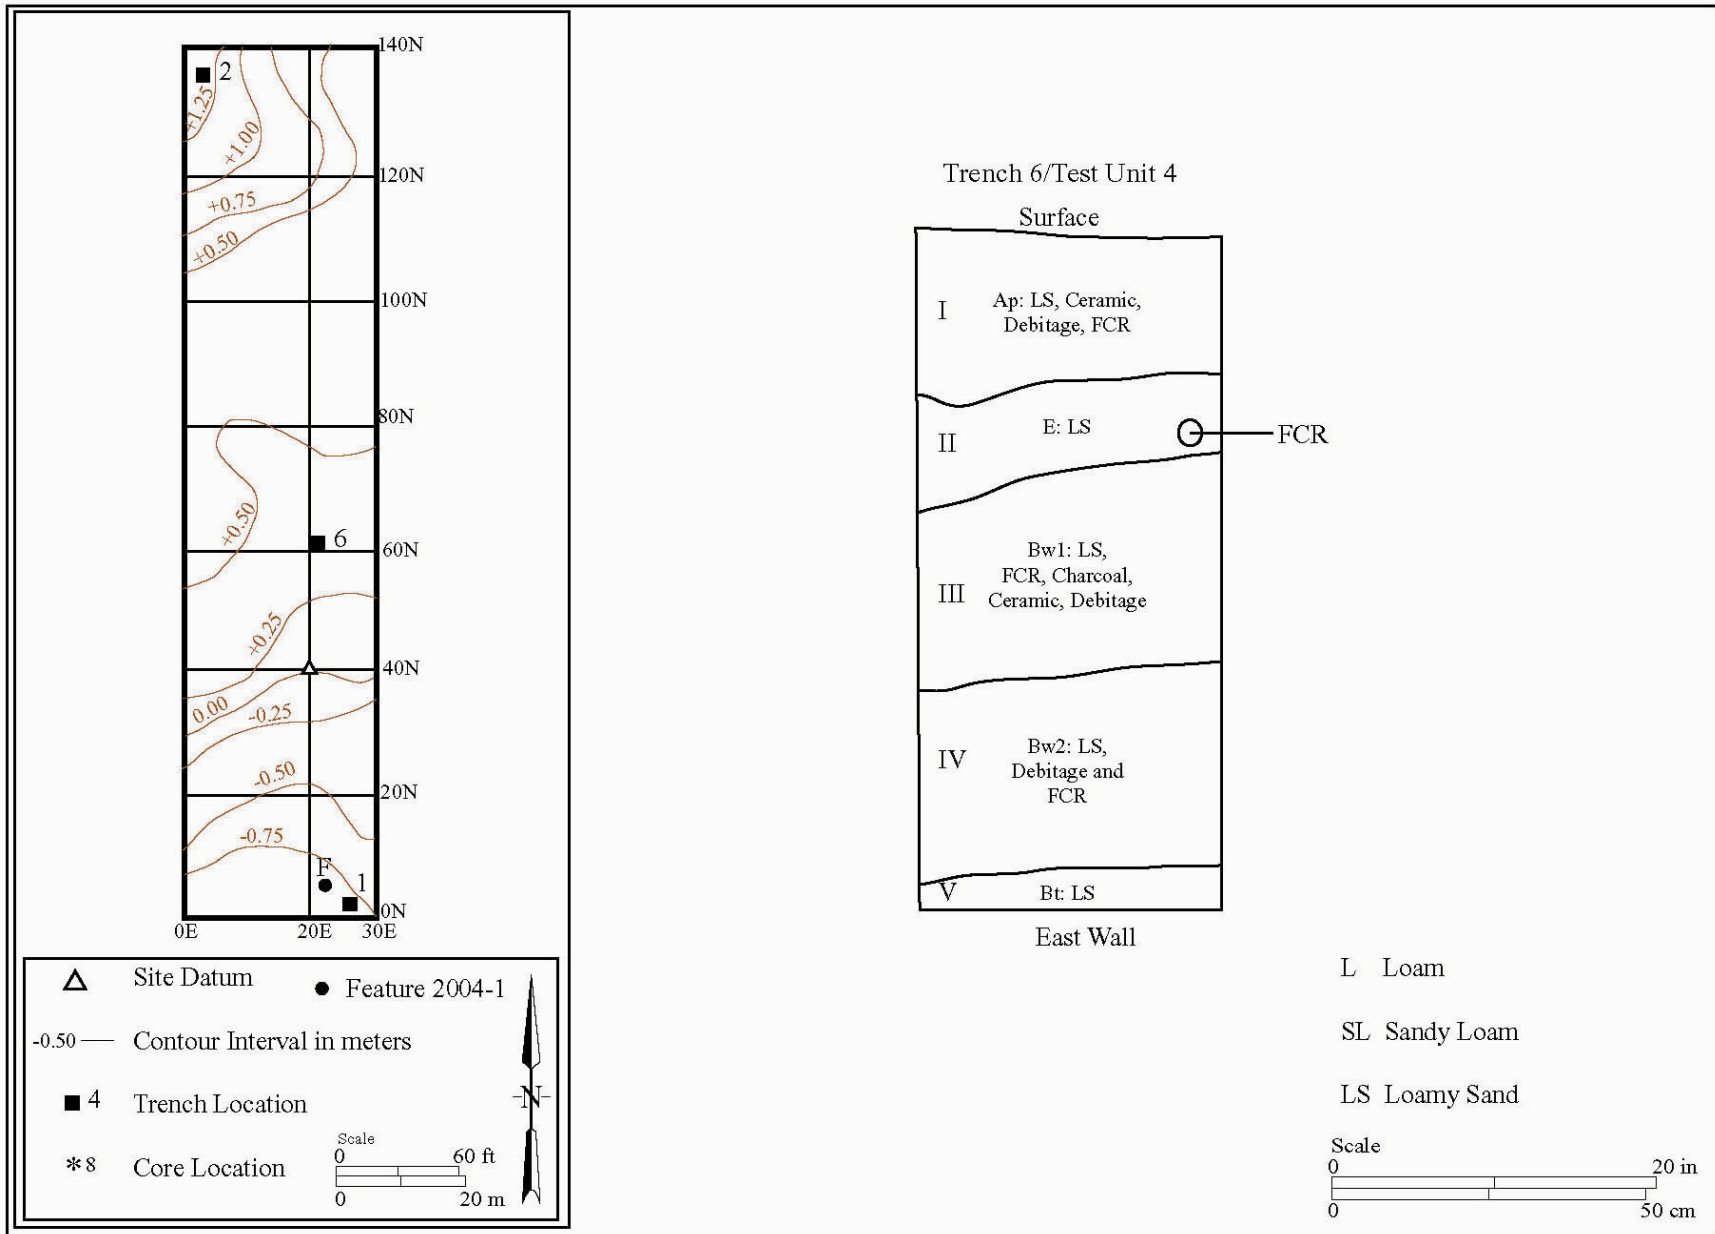 140N
2
+1.25
+1.00
120N
+0.75
+0.50
100N
80N
+0.50
6
60N
+0.25
40N
0.00
-0.25
-0.50
20N
-0.75
F
1
0N
0E
20E
30E
Site Datum
Feature 2004-1
-0.50
Contour Interval in meters
4
Trench Location
*8
Core Location
Scale
0
60 ft
0
20 m
N
Trench 6/Test Unit 4
Surface
I
Ap: LS, Ceramic,
Debitage, FCR
II
E: LS
FCR
III
Bw1: LS,
FCR, Charcoal,
Ceramic, Debitage
IV
Bw2: LS,
Debitage and
FCR
V
Bt: LS
East Wall
L Loam
SL Sandy Loam
LS Loamy Sand
Scale
0
20 in
0
50 cm